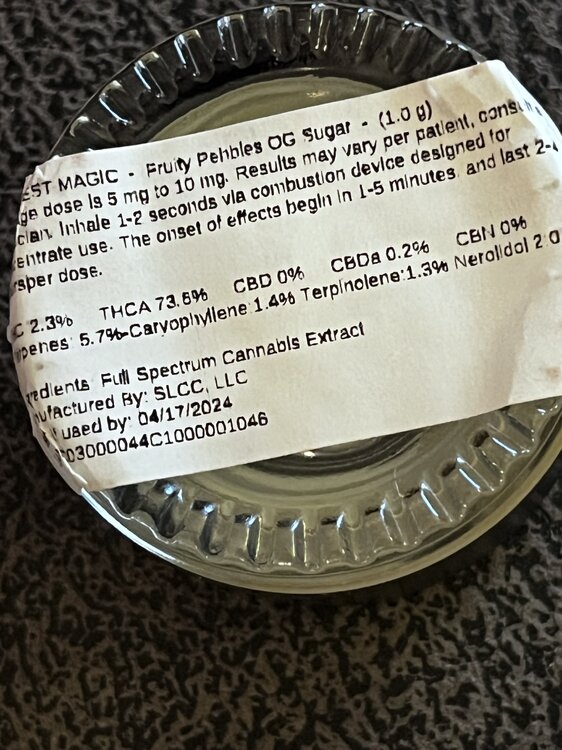 EST MAGIC - Fruity Pebbles OG Sugar - (1.0 g)
ge dose is 5 mg to 10 mg. Results may vary per patient, consu
cian. Inhale 1-2 seconds via combustion device designed for
entrate use. The onset of effects begin in 1-5 minutes, and last 2-4
rs per dose.
C 2.3% THCA 73.6% CBD 0% CBDa 0.2% CBN 0%
rpenes: 5.7%-Caryophyllene:1.4% Terpinolene:1.3% Nerolidol 2:0
redients: Full Spectrum Cannabis Extract
nufactured By: SLCC, LLC
used by: 04/17/2024
03000044C1000001046